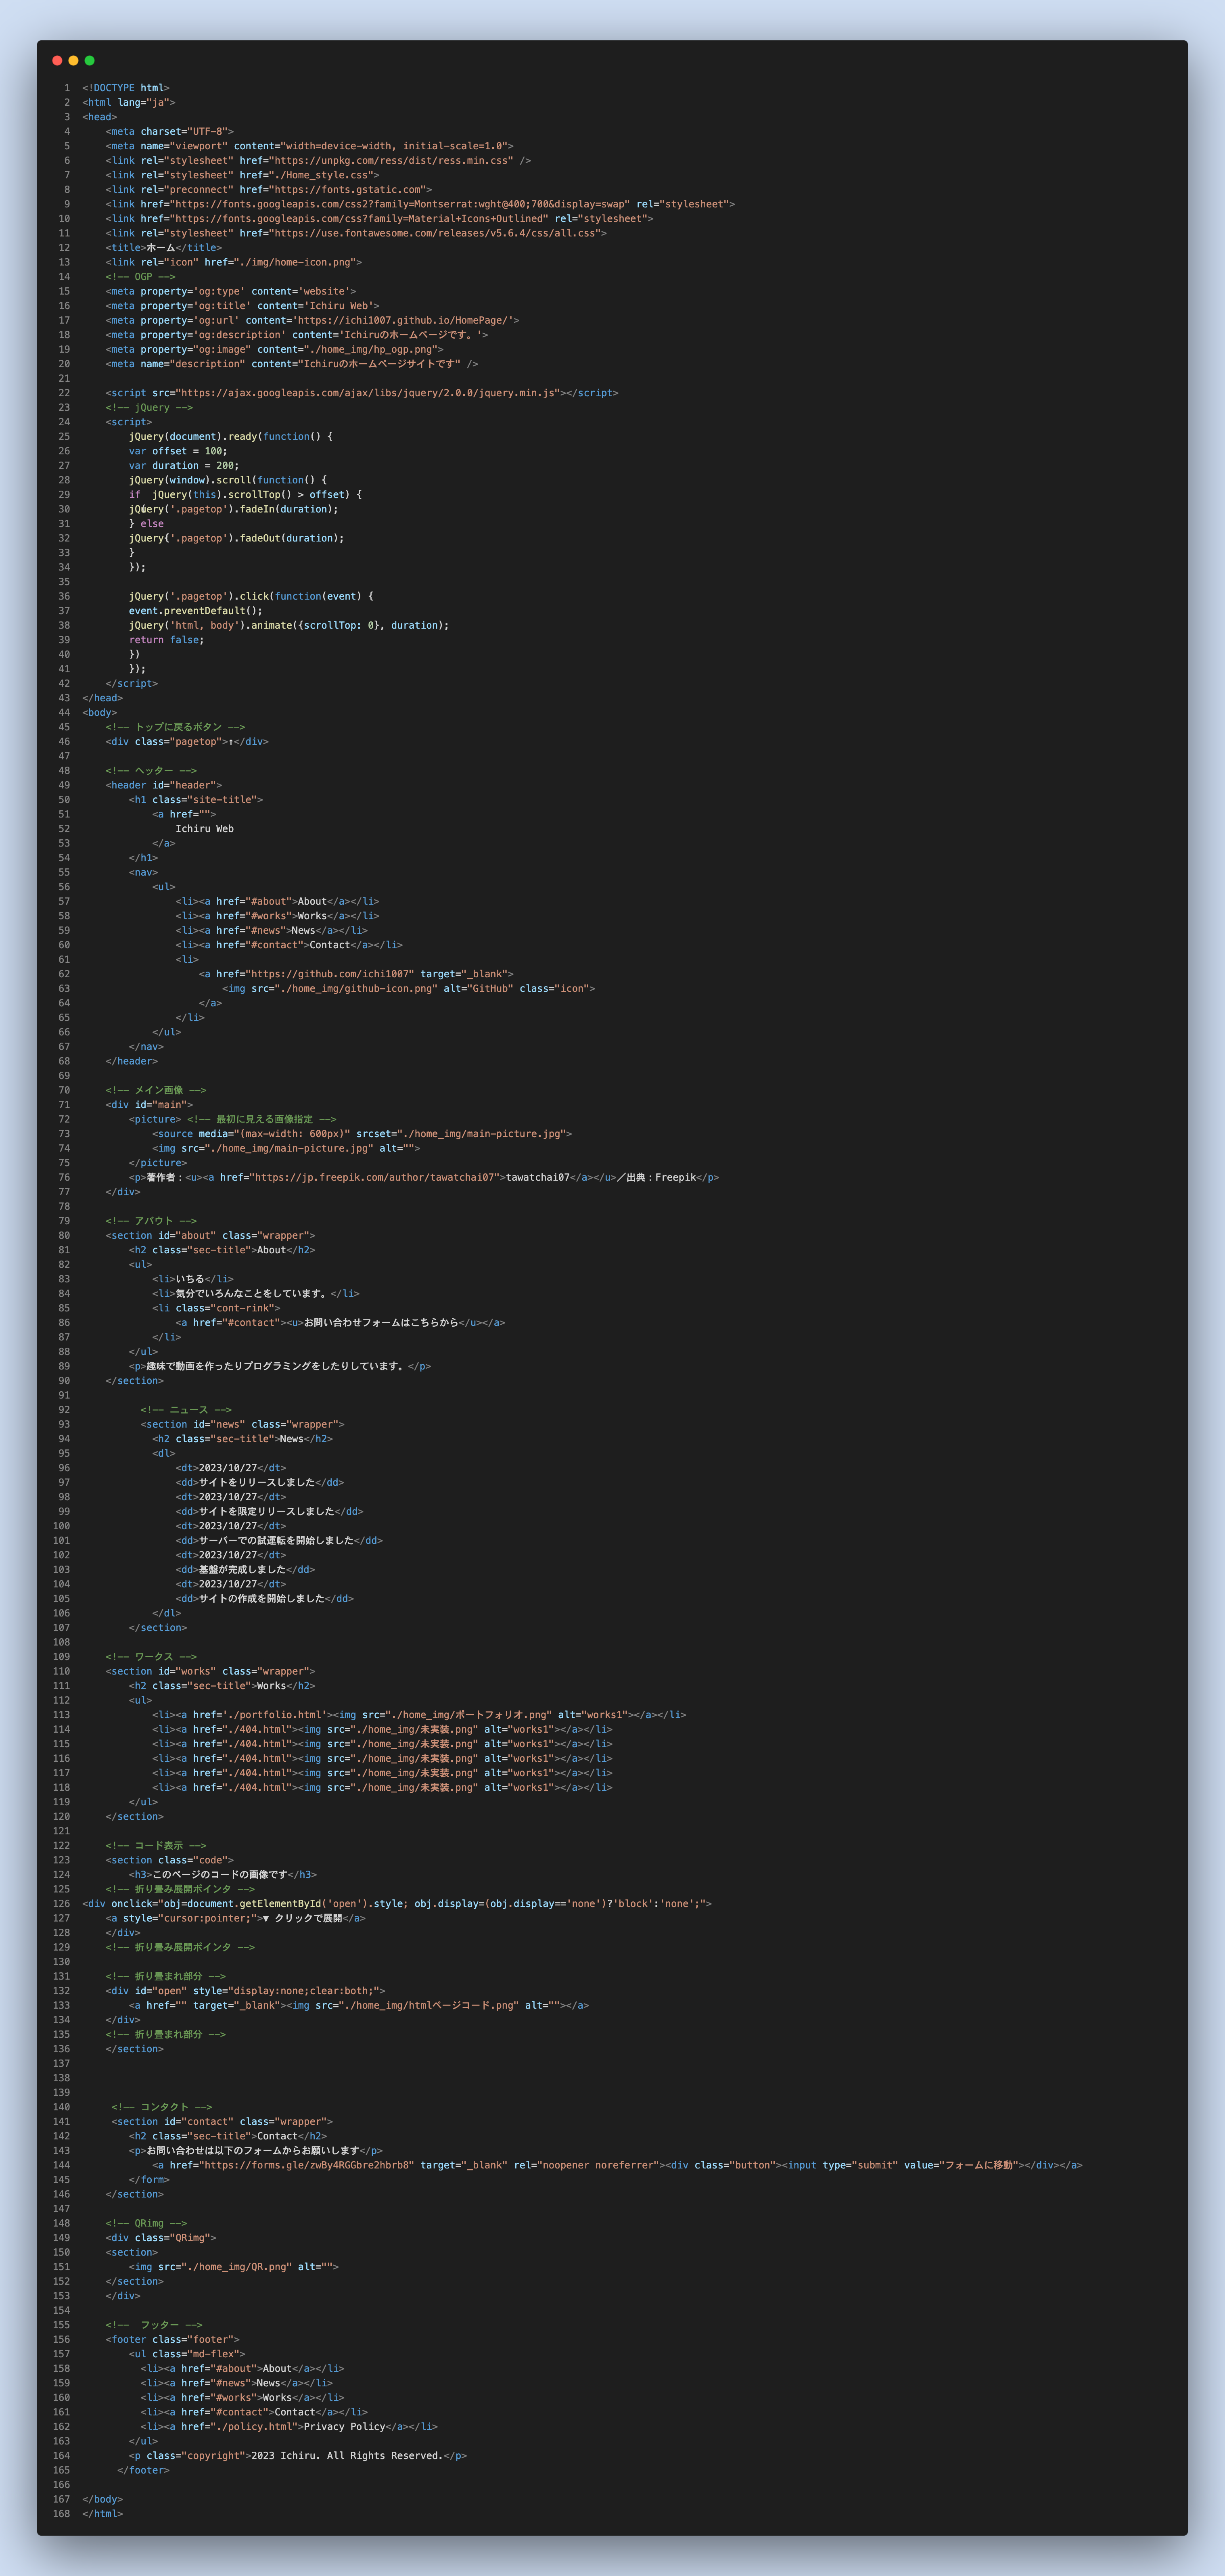 1 <!DOCTYPE html>
2 <html lang="ja">
3 <head>
4 <meta charset="UTF-8">
5 <meta name="viewport" content="width=device-width, initial-scale=1.0">
6 <link rel="stylesheet" href="https://unpkg.com/ress/dist/ress.min.css" />
7 <link rel="stylesheet" href="./Home_style.css">
8 <link rel="preconnect" href="https://fonts.gstatic.com">
9 <link href="https://fonts.googleapis.com/css2?family=Montserrat:wght@400;700&display=swap" rel="stylesheet">
10 <link href="https://fonts.googleapis.com/css?family=Material+Icons+Outlined" rel="stylesheet">
11 <link rel="stylesheet" href="https://use.fontawesome.com/releases/v5.6.4/css/all.css">
12 <title>ホーム</title>
13 <link rel="icon" href="./img/home-icon.png">
14 <!-- OGP -->
15 <meta property='og:type' content='website'>
16 <meta property='og:title' content='Ichiru Web'>
17 <meta property='og:url' content='https://ichi1007.github.io/HomePage/'>
18 <meta property='og:description' content='Ichiruのホームページです。'>
19 <meta property="og:image" content="./home_img/hp_ogp.png">
20 <meta name="description" content="Ichiruのホームページサイトです" />
21
22 <script src="https://ajax.googleapis.com/ajax/libs/jquery/2.0.0/jquery.min.js"></script>
23 <!-- jQuery -->
24 <script>
25 jQuery(document).ready(function() {
26 var offset = 100;
27 var duration = 200;
28 jQuery(window).scroll(function() {
29 if jQuery(this).scrollTop() > offset) {
30 jQuery('.pagetop').fadeIn(duration);
31 } else
32 jQuery('.pagetop').fadeOut(duration);
33 }
34 });
35
36 jQuery('.pagetop').click(function(event) {
37 event.preventDefault();
38 jQuery('html, body').animate({scrollTop: 0}, duration);
39 return false;
40 })
41 });
42 </script>
43 </head>
44 <body>
45 <!-- トップに戻るボタン -->
46 <div class="pagetop">↑</div>
47
48 <!-- ヘッター -->
49 <header id="header">
50 <h1 class="site-title">
51 <a href="">
52 Ichiru Web
53 </a>
54 </h1>
55 <nav>
56 <ul>
57 <li><a href="#about">About</a></li>
58 <li><a href="#works">Works</a></li>
59 <li><a href="#news">News</a></li>
60 <li><a href="#contact">Contact</a></li>
61 <li>
62 <a href="https://github.com/ichi1007" target="_blank">
63 <img src="./home_img/github-icon.png" alt="GitHub" class="icon">
64 </a>
65 </li>
66 </ul>
67 </nav>
68 </header>
69
70 <!-- メイン画像 -->
71 <div id="main">
72 <picture> <!-- 最初に見える画像指定 -->
73 <source media="(max-width: 600px)" srcset="./home_img/main-picture.jpg">
74 <img src="./home_img/main-picture.jpg" alt="">
75 </picture>
76 <p>著作者：<u><a href="https://jp.freepik.com/author/tawatchai07">tawatchai07</a></u>／出典：Freepik</p>
77 </div>
78
79 <!-- アバウト -->
80 <section id="about" class="wrapper">
81 <h2 class="sec-title">About</h2>
82 <ul>
83 <li>いちる</li>
84 <li>気分でいろんなことをしています。</li>
85 <li class="cont-rink">
86 <a href="#contact"><u>お問い合わせフォームはこちらから</u></a>
87 </li>
88 </ul>
89 <p>趣味で動画を作ったりプログラミングをしたりしています。</p>
90 </section>
91
92 <!-- ニュース -->
93 <section id="news" class="wrapper">
94 <h2 class="sec-title">News</h2>
95 <dl>
96 <dt>2023/10/27</dt>
97 <dd>サイトをリリースしました</dd>
98 <dt>2023/10/27</dt>
99 <dd>サイトを限定リリースしました</dd>
100 <dt>2023/10/27</dt>
101 <dd>サーバーでの試運転を開始しました</dd>
102 <dt>2023/10/27</dt>
103 <dd>基盤が完成しました</dd>
104 <dt>2023/10/27</dt>
105 <dd>サイトの作成を開始しました</dd>
106 </dl>
107 </section>
108
109 <!-- ワークス -->
110 <section id="works" class="wrapper">
111 <h2 class="sec-title">Works</h2>
112 <ul>
113 <li><a href='./portfolio.html'><img src="./home_img/ポートフォリオ.png" alt="works1"></a></li>
114 <li><a href="./404.html"><img src="./home_img/未実装.png" alt="works1"></a></li>
115 <li><a href="./404.html"><img src="./home_img/未実装.png" alt="works1"></a></li>
116 <li><a href="./404.html"><img src="./home_img/未実装.png" alt="works1"></a></li>
117 <li><a href="./404.html"><img src="./home_img/未実装.png" alt="works1"></a></li>
118 <li><a href="./404.html"><img src="./home_img/未実装.png" alt="works1"></a></li>
119 </ul>
120 </section>
121
122 <!-- コード表示 -->
123 <section class="code">
124 <h3>このページのコードの画像です</h3>
125 <!-- 折り畳み展開ポインタ -->
126 <div onclick="obj=document.getElementById('open').style; obj.display=(obj.display=='none')?'block':'none';">
127 <a style="cursor:pointer;">▼ クリックで展開</a>
128 </div>
129 <!-- 折り畳み展開ポインタ -->
130
131 <!-- 折り畳まれ部分 -->
132 <div id="open" style="display:none;clear:both;">
133 <a href="" target="_blank"><img src="./home_img/htmlページコード.png" alt=""></a>
134 </div>
135 <!-- 折り畳まれ部分 -->
136 </section>
137
138
139
140 <!-- コンタクト -->
141 <section id="contact" class="wrapper">
142 <h2 class="sec-title">Contact</h2>
143 <p>お問い合わせは以下のフォームからお願いします</p>
144 <a href="https://forms.gle/zwBy4RGGbre2hbrb8" target="_blank" rel="noopener noreferrer"><div class="button"><input type="submit" value="フォームに移動"></div></a>
145 </form>
146 </section>
147
148 <!-- QRimg -->
149 <div class="QRimg">
150 <section>
151 <img src="./home_img/QR.png" alt="">
152 </section>
153 </div>
154
155 <!-- フッター -->
156 <footer class="footer">
157 <ul class="md-flex">
158 <li><a href="#about">About</a></li>
159 <li><a href="#news">News</a></li>
160 <li><a href="#works">Works</a></li>
161 <li><a href="#contact">Contact</a></li>
162 <li><a href="./policy.html">Privacy Policy</a></li>
163 </ul>
164 <p class="copyright">2023 Ichiru. All Rights Reserved.</p>
165 </footer>
166
167 </body>
168 </html>